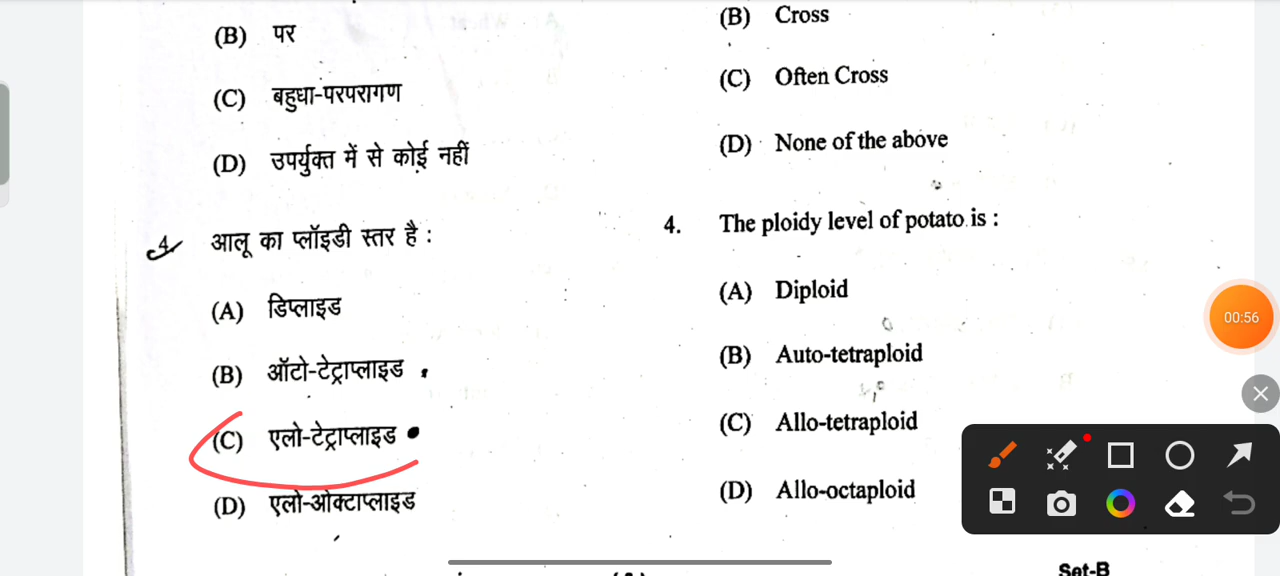 (B) पर
(C) बहुधा-परपरागण
(D) उपर्युक्त में से कोई नहीं
4. आलू का प्लॉइडी स्तर है :
(A) डिप्लाइड
(B) ऑटो-टेट्राप्लाइड
(C) एलो-टेट्राप्लाइड
(D) एलो-ओक्टाप्लाइड
(B) Cross
(C) Often Cross
(D) None of the above
4. The ploidy level of potato is :
(A) Diploid
(B) Auto-tetraploid
(C) Allo-tetraploid
(D) Allo-octaploid
00:56
Set-B